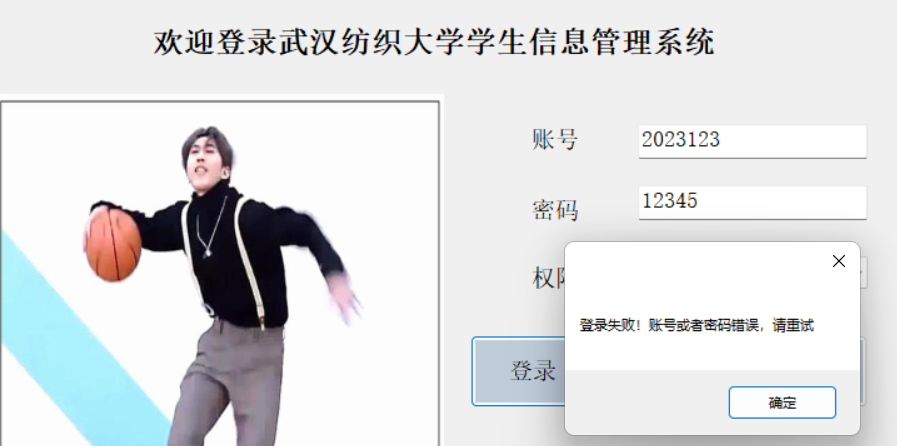 欢迎登录武汉纺织大学学生信息管理系统
账号
2023123
密码
12345
权
登录失败！账号或者密码错误，请重试
登录
确定